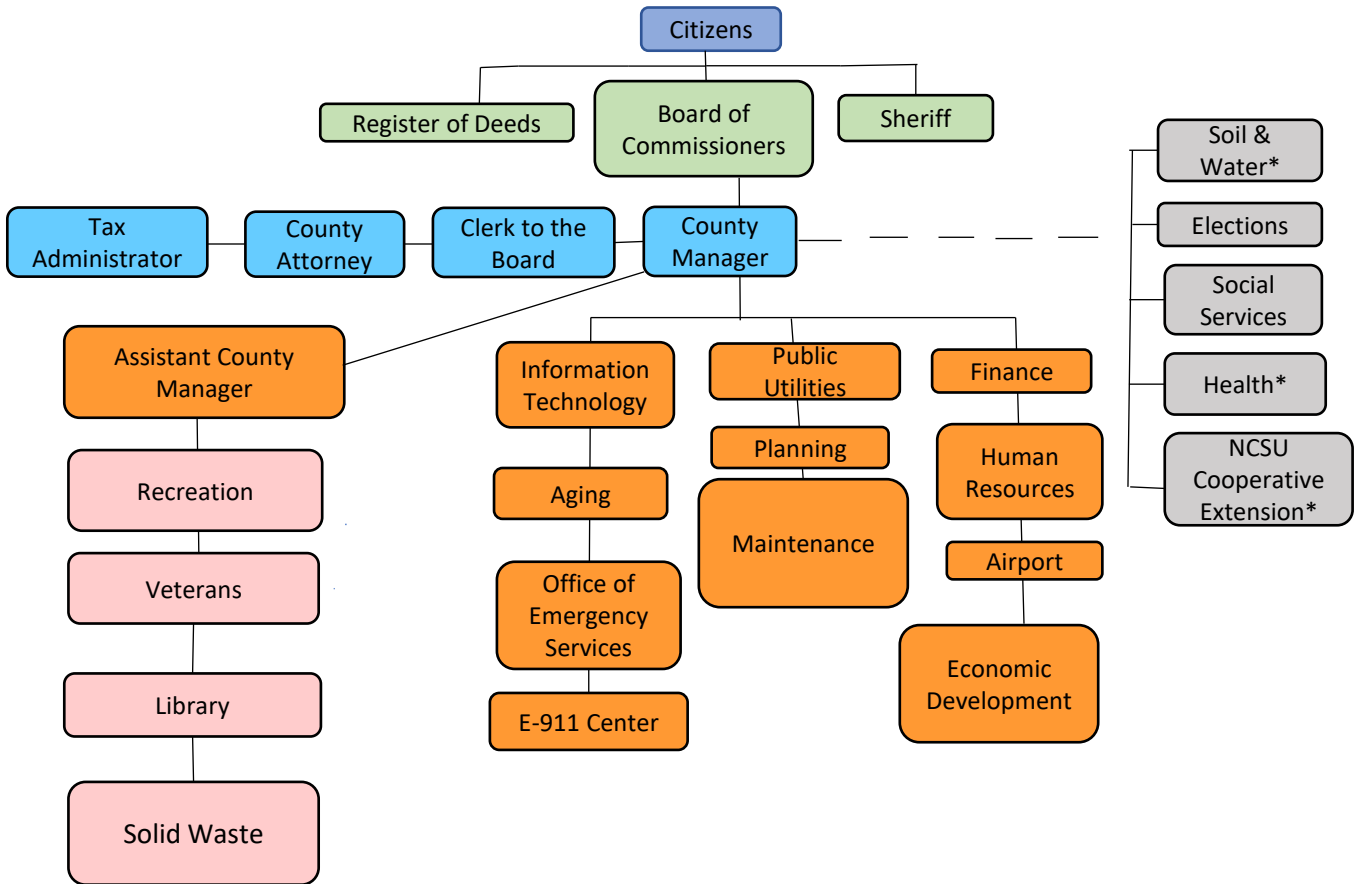 Citizens
Register of Deeds
Board of
Commissioners
Sheriff
Soil &
Water*
Elections
Social
Services
Health*
NCSU
Cooperative
Extension*
Tax
Administrator
County
Attorney
Clerk to the
Board
County
Manager
Assistant County
Manager
Recreation
Veterans
Library
Solid Waste
Information
Technology
Aging
Office of
Emergency
Services
E-911 Center
Public
Utilities
Planning
Maintenance
Finance
Human
Resources
Airport
Economic
Development